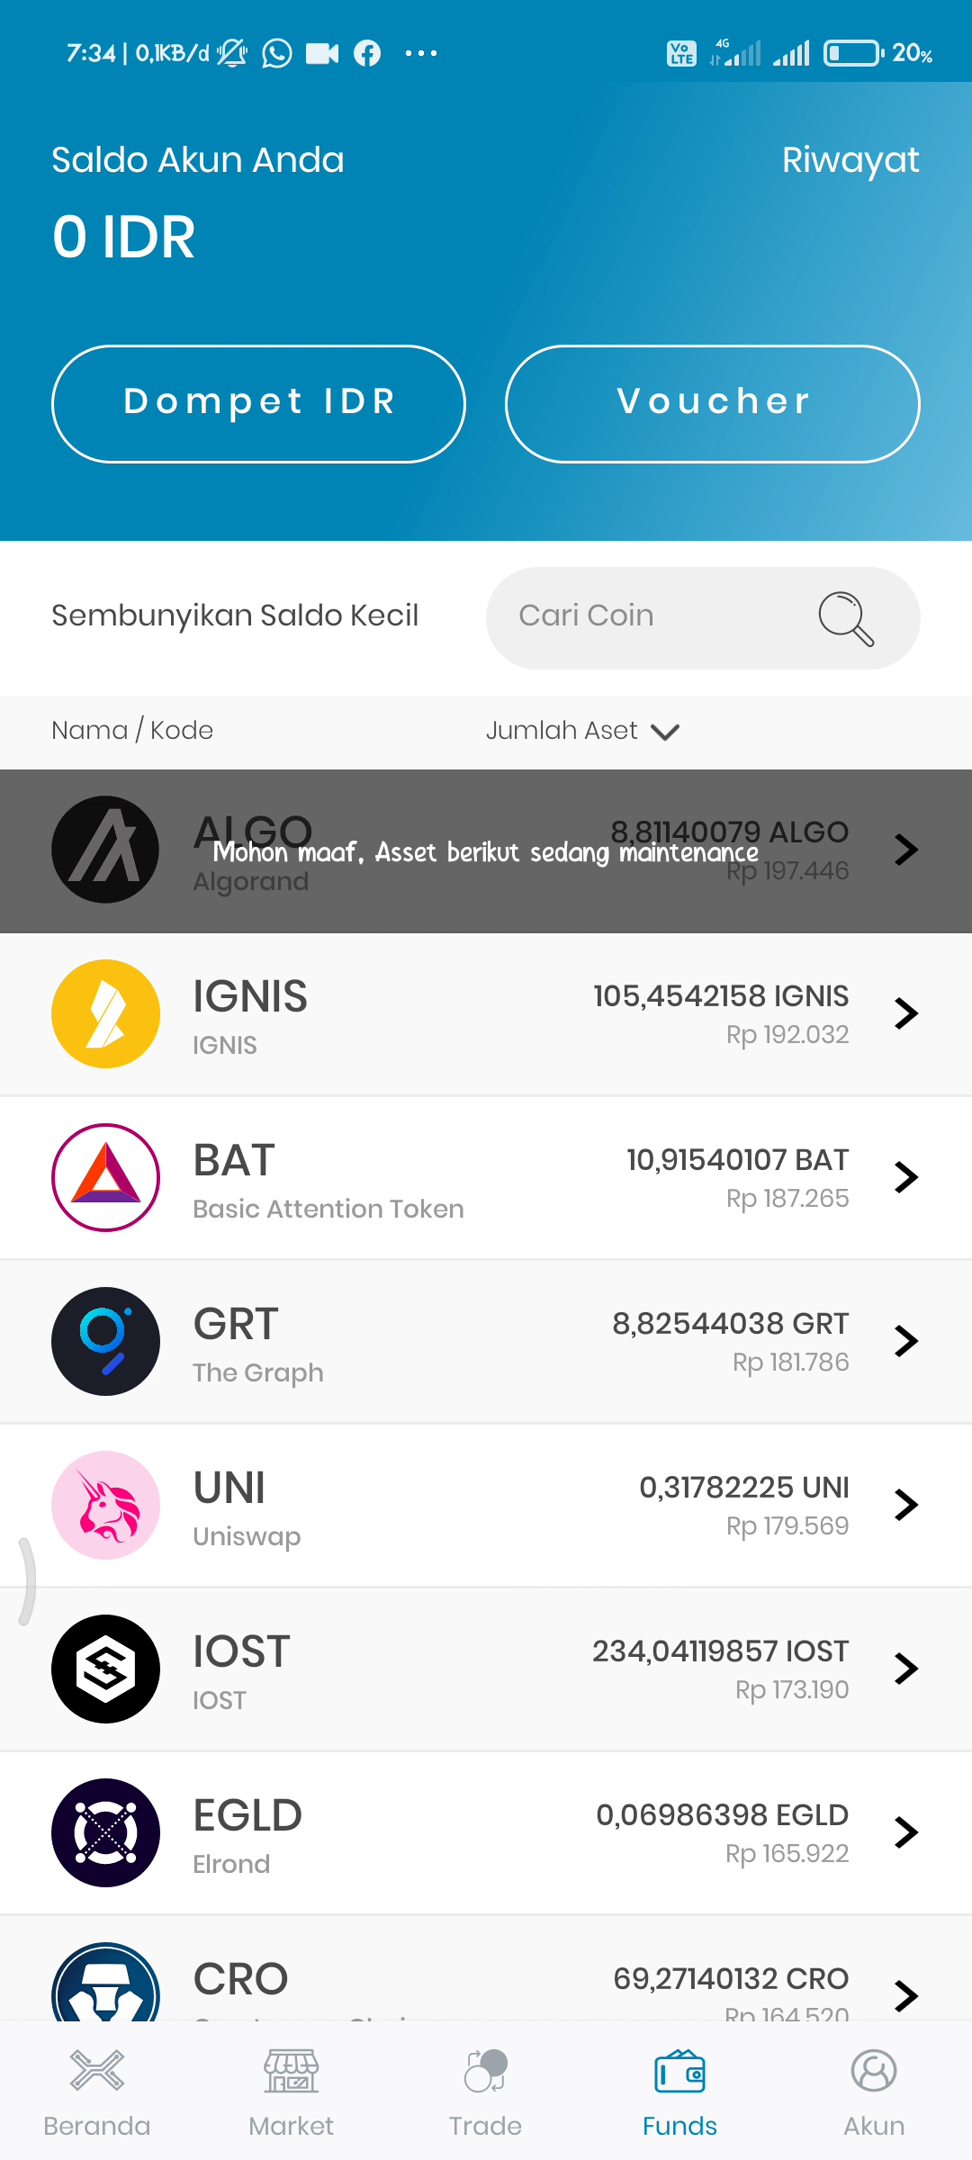 7:34 | 0,1KB/d
Vo LTE 4G 20%
Saldo Akun Anda
Riwayat
0 IDR
Dompet IDR
Voucher
Sembunyikan Saldo Kecil
Cari Coin
Nama / Kode
Jumlah Aset
ALGO
8,81140079 ALGO
Mohon maaf, Asset berikut sedang maintenance
Algorand
Rp 197.446
IGNIS
105,4542158 IGNIS
IGNIS
Rp 192.032
BAT
10,91540107 BAT
Basic Attention Token
Rp 187.265
GRT
8,82544038 GRT
The Graph
Rp 181.786
UNI
0,31782225 UNI
Uniswap
Rp 179.569
IOST
234,04119857 IOST
IOST
Rp 173.190
EGLD
0,06986398 EGLD
Elrond
Rp 165.922
CRO
69,27140132 CRO
Rp 164.520
Beranda
Market
Trade
Funds
Akun